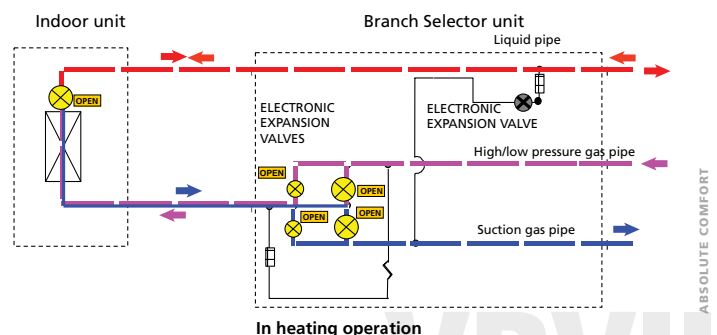 Indoor unit
Branch Selector unit
Liquid pipe
OPEN
ELECTRONIC
EXPANSION
VALVES
ELECTRONIC
EXPANSION VALVE
High/low pressure gas pipe
OPEN
OPEN
OPEN
OPEN
Suction gas pipe
ABSOLUTE COMFORT
In heating operation